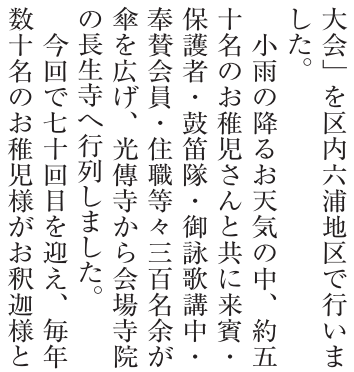 大会」を区内六浦地区で行いま
した。
　小雨の降るお天気の中、約五
十名のお稚児さんと共に来賓・
保護者・鼓笛隊・御詠歌講中・
奉賛会員・住職等々三百名余が
傘を広げ、光傳寺から会場寺院
の長生寺へ行列しました。
　今回で七十回目を迎え、毎年
数十名のお稚児様がお釈迦様と